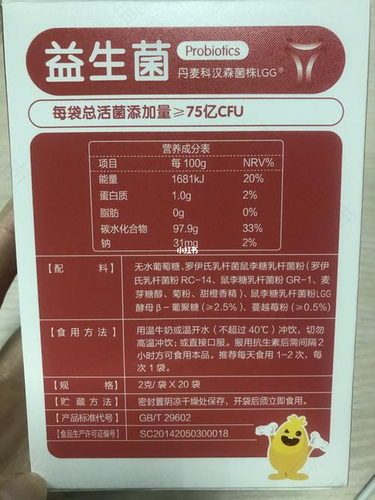 益生菌 Probiotics
丹麦科汉森菌株LGG®
每袋总活菌添加量≥75亿CFU
营养成分表
项目 每 100g NRV%
能量 1681kJ 20%
蛋白质 1.0g 2%
脂肪 0g 0%
碳水化合物 97.9g 33%
钠 31mg 2%
小红书
【配料】 无水葡萄糖、罗伊氏乳杆菌鼠李糖乳杆菌粉(罗伊
氏乳杆菌粉 RC-14、鼠李糖乳杆菌粉 GR-1、麦
芽糖醇、菊粉、甜橙香精)、鼠李糖乳杆菌粉LGG
酵母β-葡聚糖(≥2.5%)、蔓越莓粉(≥0.5%)
【食用方法】 用温牛奶或温开水(不超过 40℃)冲饮,切勿
高温冲饮;或直接口服。服用抗生素后需间隔2
小时方可食用本品。推荐每天食用1-2次,每
次1袋。
【规格】 2克/袋 X 20袋
【贮藏方法】 密封置阴凉干燥处保存,开袋后须立即食用。
【产品标准代号】 GB/T 29602
【食品生产许可证编号】 SC20142050300018